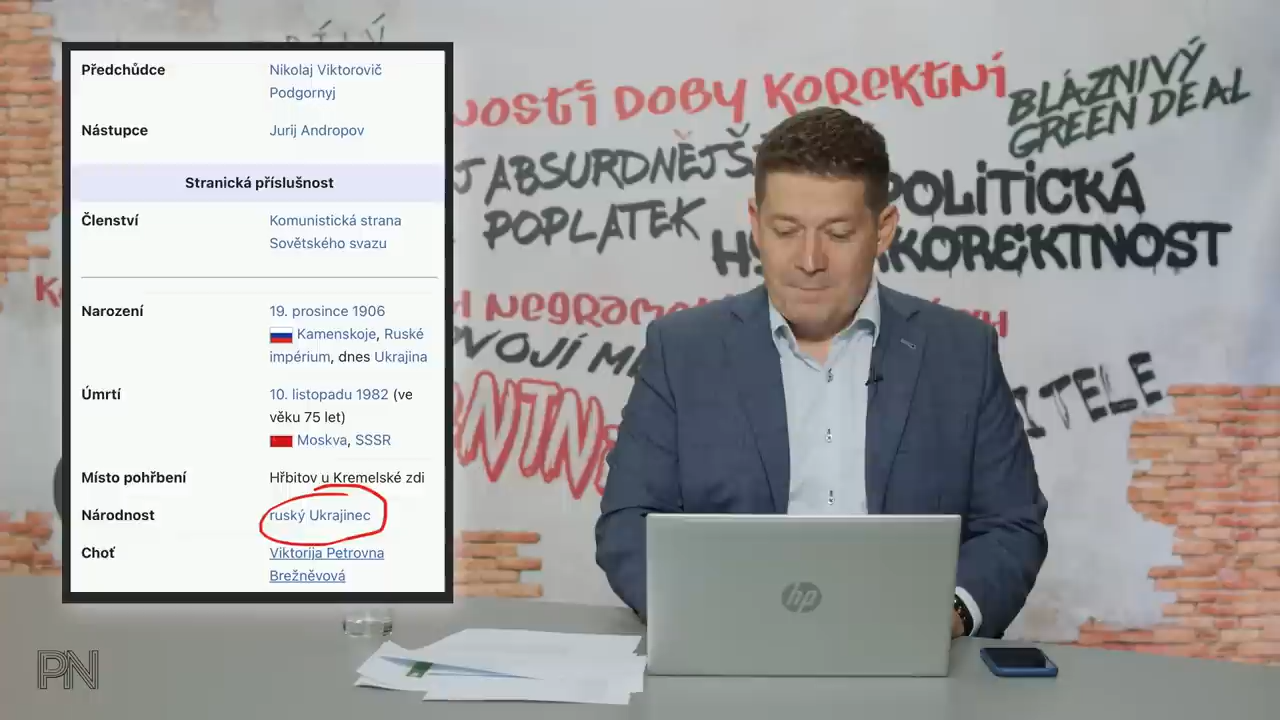 Předchůdce
Nikolaj Viktorovič
Podgornyj
Nástupce
Jurij Andropov
Stranická příslušnost
Členství
Komunistická strana
Sovětského svazu
Narození
19. prosince 1906
Kamenskoje, Ruské
impérium, dnes Ukrajina
Úmrtí
10. listopadu 1982 (ve
věku 75 let)
Moskva, SSSR
Místo pohřbení
Hřbitov u Kremelské zdi
Národnost
ruský Ukrajinec
Choť
Viktorija Petrovna
Brežněvová
DOBY KOREKTNÍ
BLÁZNIVÝ
GREEN DEAL
POPLATEK
POLITICKÁ
KOREKTNOST
hp
PN